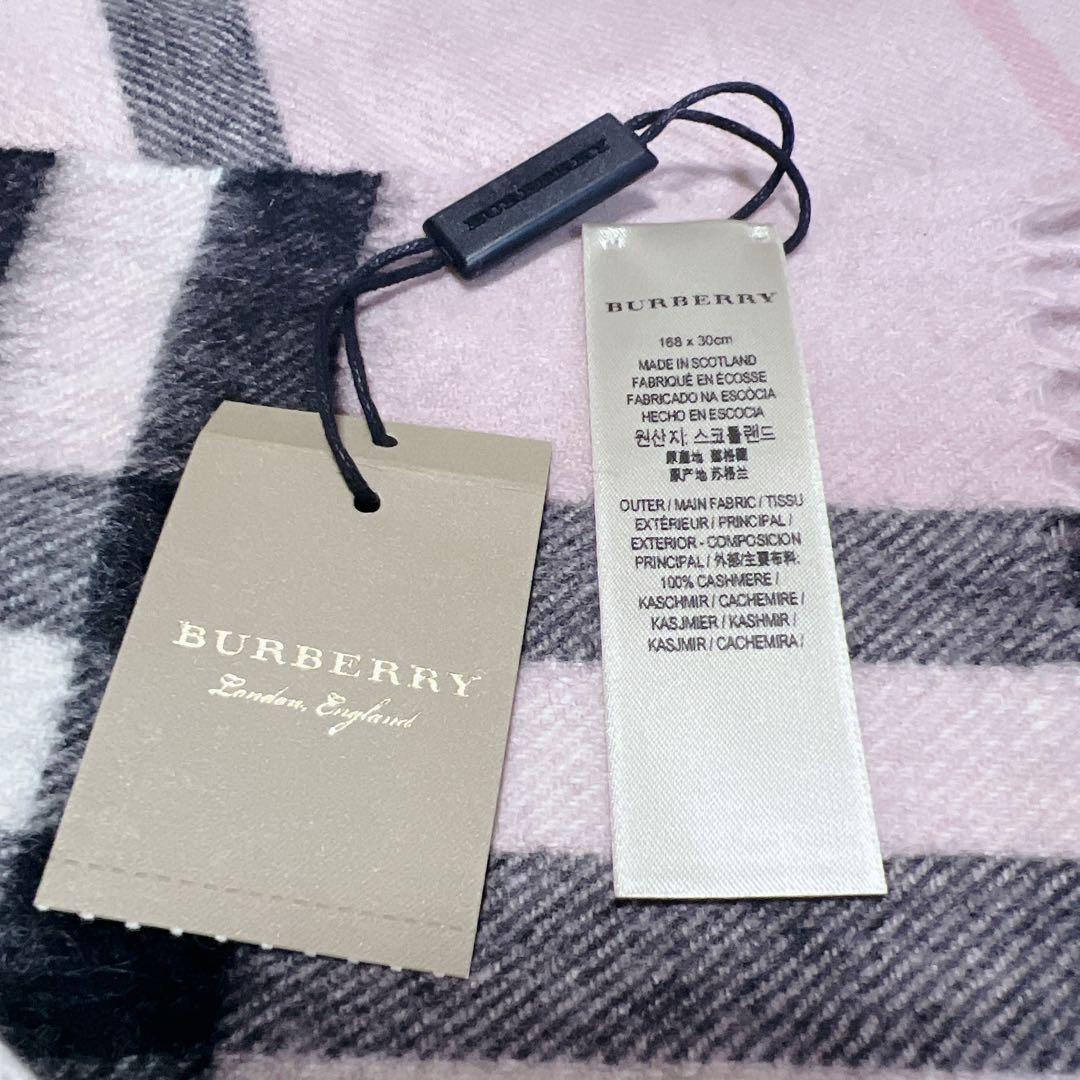 BURBERRY
BURBERRY
168 x 30cm
MADE IN SCOTLAND
FABRIQUÉ EN ÉCOSSE
FABRICADO NA ESCÓCIA
HECHO EN ESCOCIA
원산지: 스코틀랜드
原產地 蘇格蘭
原产地 苏格兰
OUTER / MAIN FABRIC / TISSU
EXTÉRIEUR / PRINCIPAL /
EXTERIOR - COMPOSICION
PRINCIPAL / 外部/主要布料:
100% CASHMERE /
KASCHMIR / CACHEMIRE /
KASJMIER / KASHMIR /
KASJMIR / CACHEMIRA /
BURBERRY
London, England